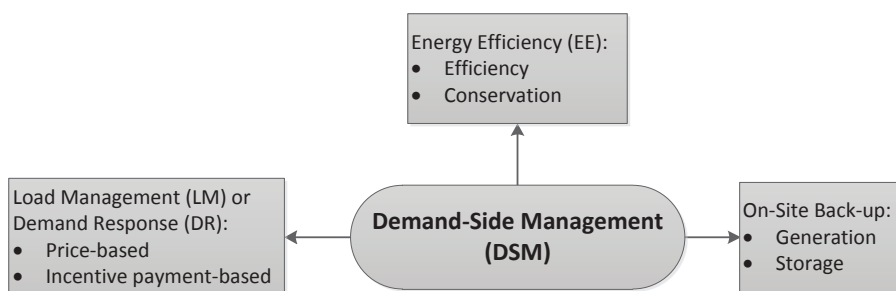 Energy Efficiency (EE):
• Efficiency
• Conservation
Load Management (LM) or
Demand Response (DR):
• Price-based
• Incentive payment-based
Demand-Side Management
(DSM)
On-Site Back-up:
• Generation
• Storage